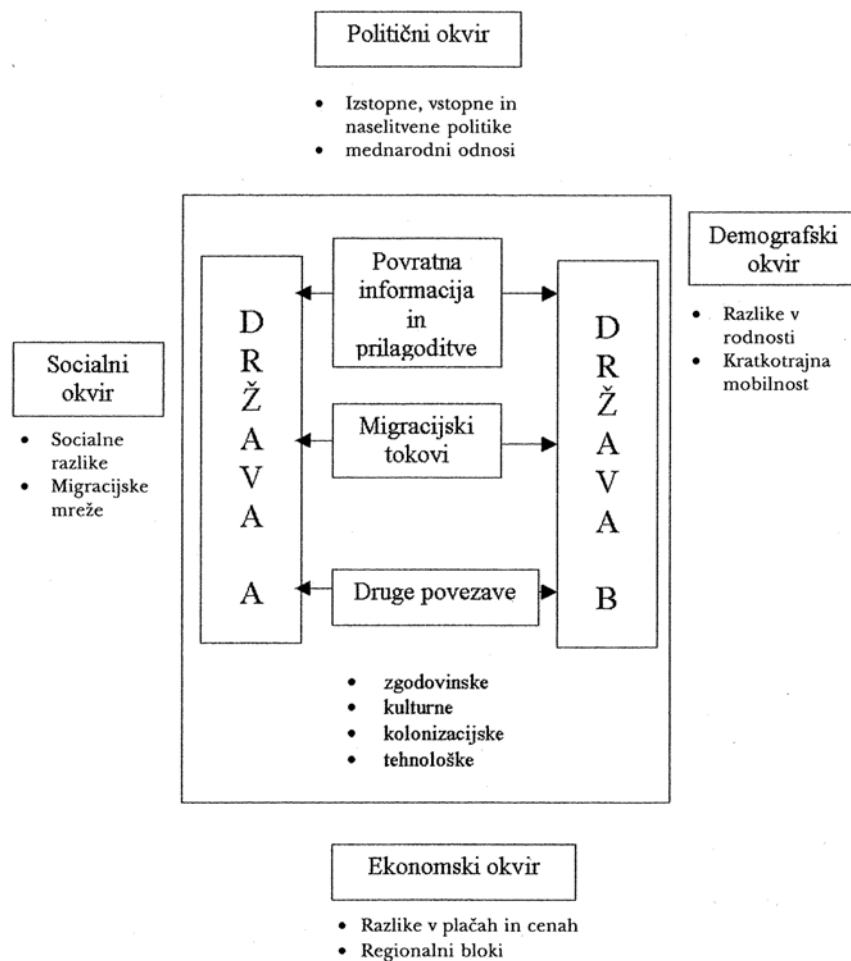 Politični okvir
• Izstopne, vstopne in
naselitvene politike
• mednarodni odnosi
Demografski
okvir
• Razlike v
rodnosti
• Kratkotrajna
mobilnost
Socialni
okvir
• Socialne
razlike
• Migracijske
mreže
D
R
Ž
A
V
A
A
Povratna
informacija
in
prilagoditve
Migracijski
tokovi
Druge povezave
D
R
Ž
A
V
A
B
• zgodovinske
• kulturne
• kolonizacijske
• tehnološke
Ekonomski okvir
• Razlike v plačah in cenah
• Regionalni bloki